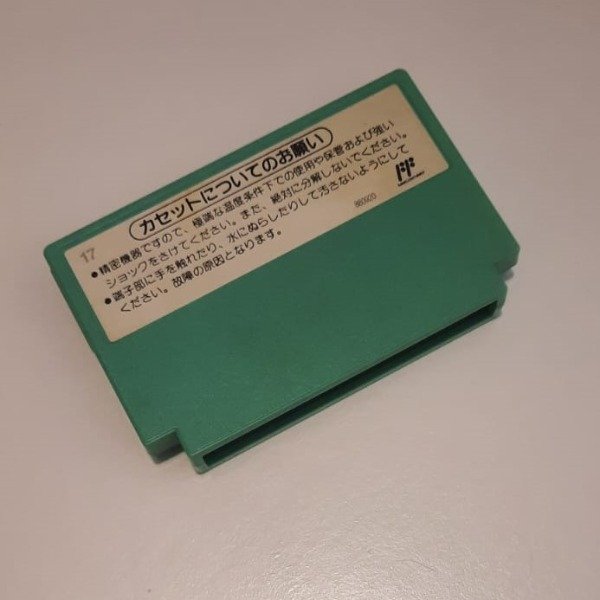 カセットについてのお願い
17
●精密機器ですので、極端な温度条件下での使用や保管および強い
ショックをさけてください。また、絶対に分解しないでください。
●端子部に手を触れたり、水にぬらしたりして汚さないようにして
ください。故障の原因となります。